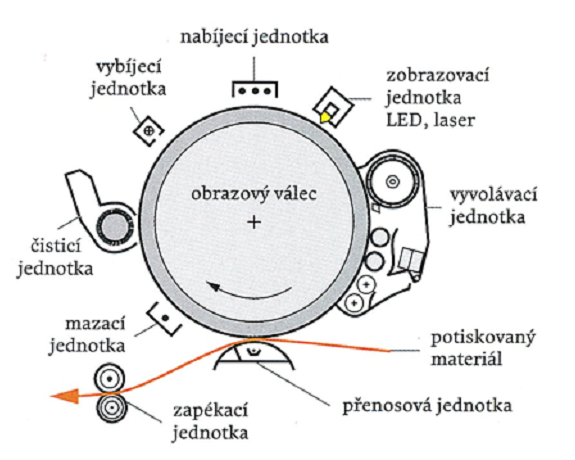 nabíjecí jednotka
vybíjecí
jednotka
zobrazovací
jednotka
LED, laser
obrazový válec
vyvolávací
jednotka
čisticí
jednotka
mazací
jednotka
potiskovaný
materiál
zapékací
jednotka
přenosová jednotka